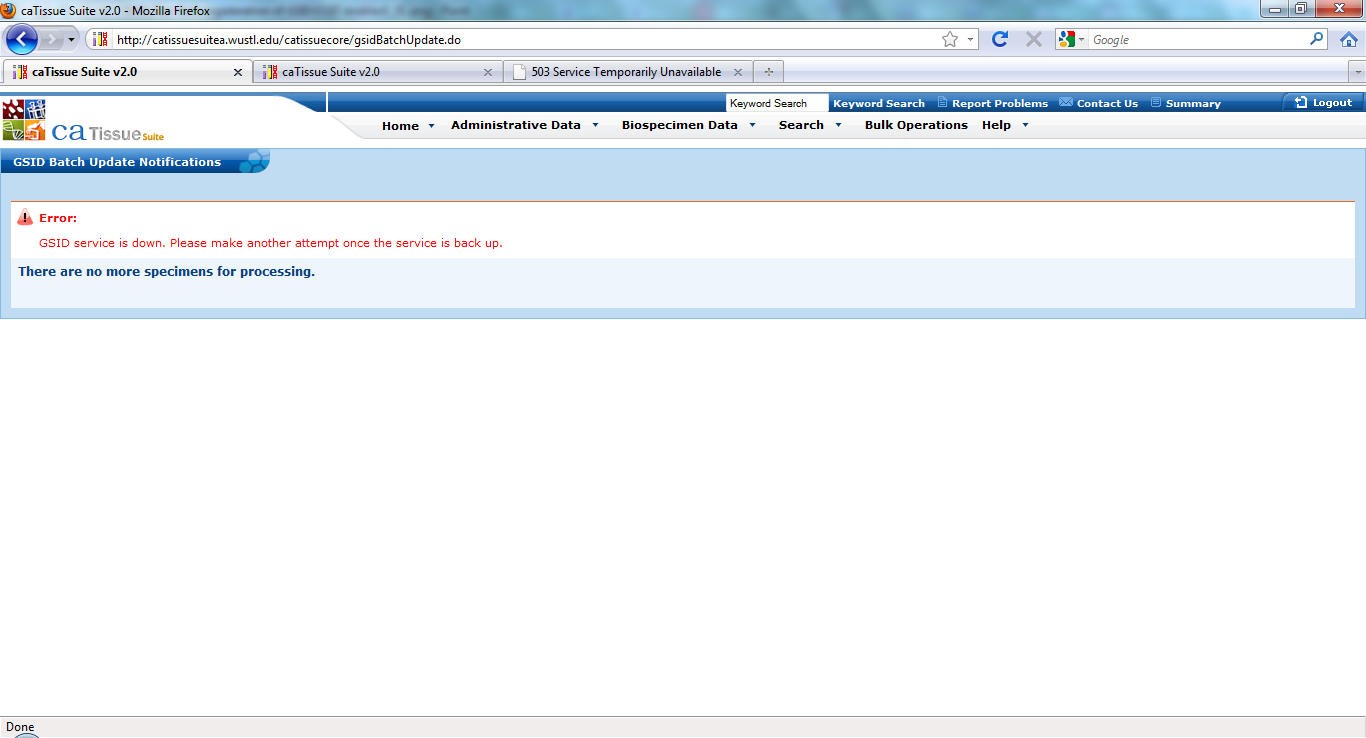 caTissue Suite v2.0 - Mozilla Firefox
http://catissuesuitea.wustl.edu/catissuecore/gsidBatchUpdate.do
Google
caTissue Suite v2.0
caTissue Suite v2.0
503 Service Temporarily Unavailable
Keyword Search
Keyword Search
Report Problems
Contact Us
Summary
Logout
ca Tissue Suite
Home
Administrative Data
Biospecimen Data
Search
Bulk Operations
Help
GSID Batch Update Notifications
Error:
GSID service is down. Please make another attempt once the service is back up.
There are no more specimens for processing.
Done